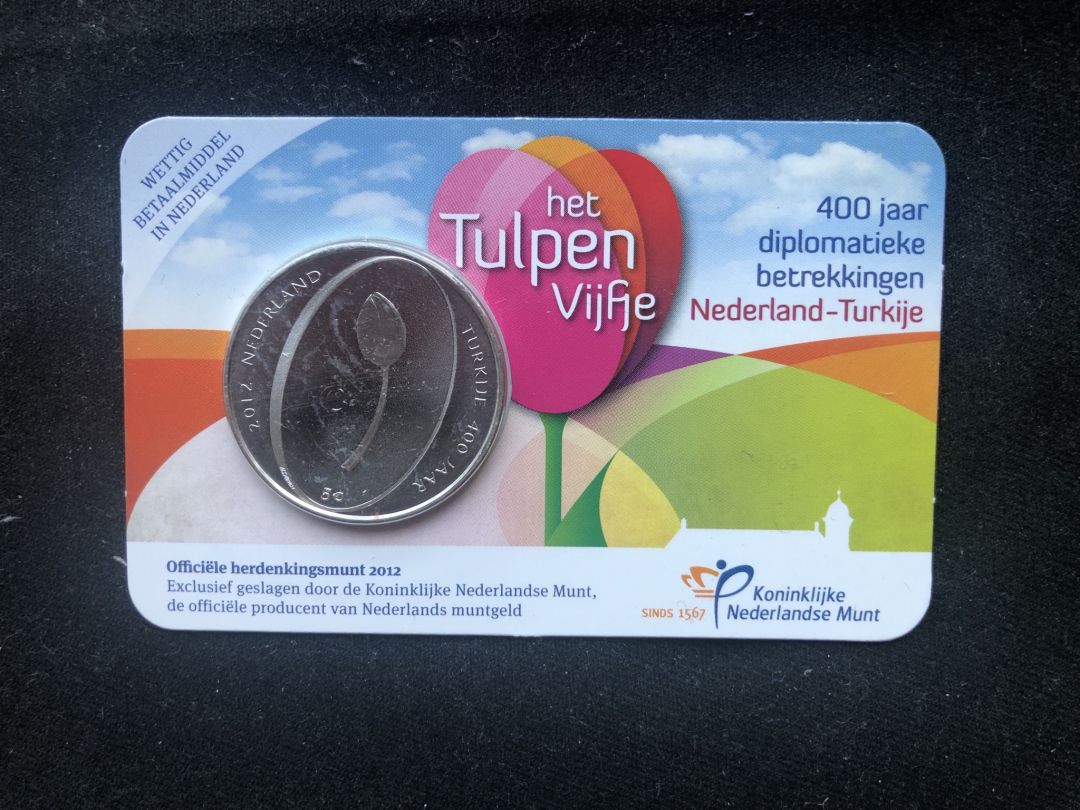 WETTIG
BETAALMIDDEL
IN NEDERLAND
het
Tulpen
Vijfje
400 jaar
diplomatieke
betrekkingen
Nederland-Turkije
2012 NEDERLAND
TURKIJE 400 JAAR
Officiële herdenkingsmunt 2012
Exclusief geslagen door de Koninklijke Nederlandse Munt,
de officiële producent van Nederlands muntgeld
SINDS 1567
Koninklijke
Nederlandse Munt